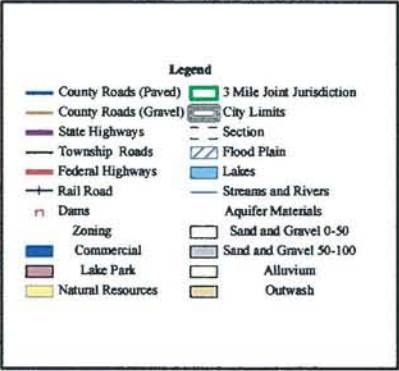 Legend
County Roads (Paved)
County Roads (Gravel)
State Highways
Township Roads
Federal Highways
Rail Road
Dams
Zoning
Commercial
Lake Park
Natural Resources
3 Mile Joint Jurisdiction
City Limits
Section
Flood Plain
Lakes
Streams and Rivers
Aquifer Materials
Sand and Gravel 0-50
Sand and Gravel 50-100
Alluvium
Outwash